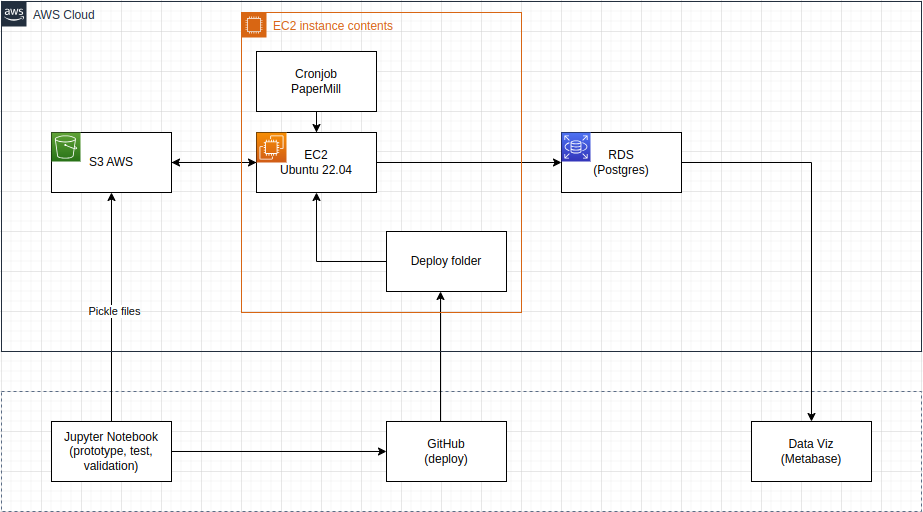 aws
AWS Cloud
EC2 instance contents
Cronjob
PaperMill
S3 AWS
EC2
Ubuntu 22.04
RDS
(Postgres)
Deploy folder
Pickle files
Jupyter Notebook
(prototype, test,
validation)
GitHub
(deploy)
Data Viz
(Metabase)